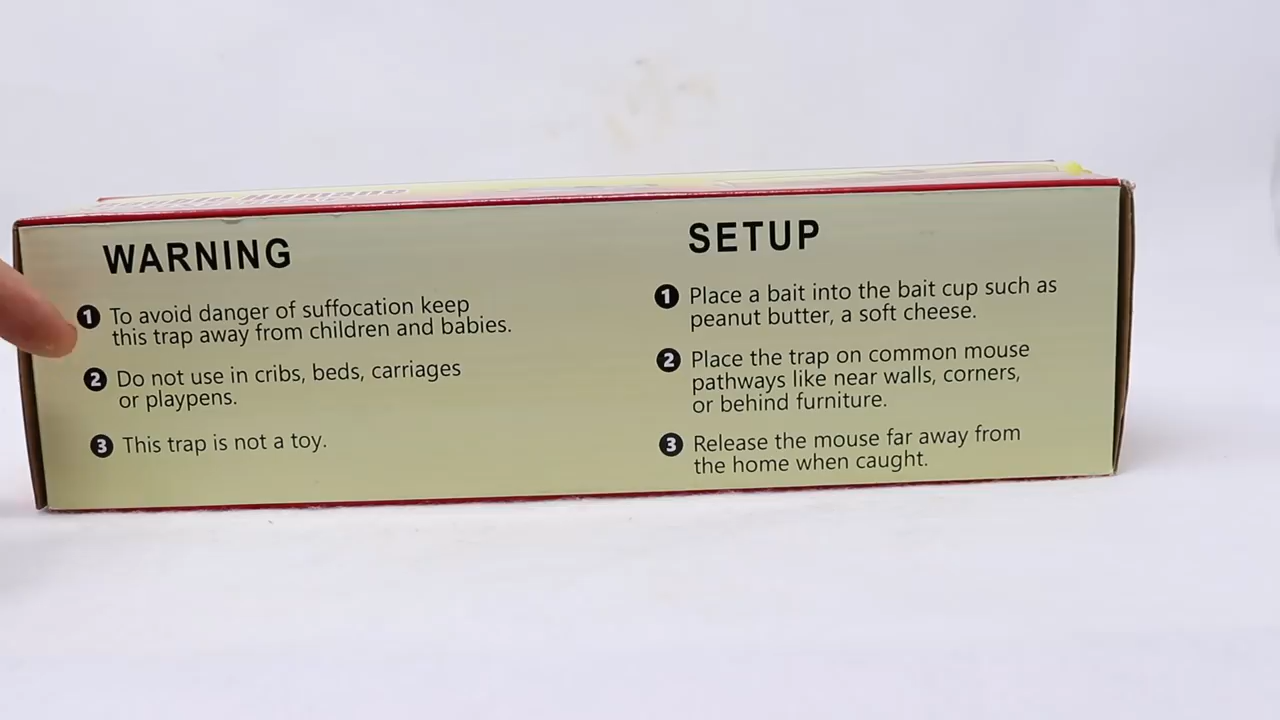 WARNING
1 To avoid danger of suffocation keep
this trap away from children and babies.
2 Do not use in cribs, beds, carriages
or playpens.
3 This trap is not a toy.
SETUP
1 Place a bait into the bait cup such as
peanut butter, a soft cheese.
2 Place the trap on common mouse
pathways like near walls, corners,
or behind furniture.
3 Release the mouse far away from
the home when caught.